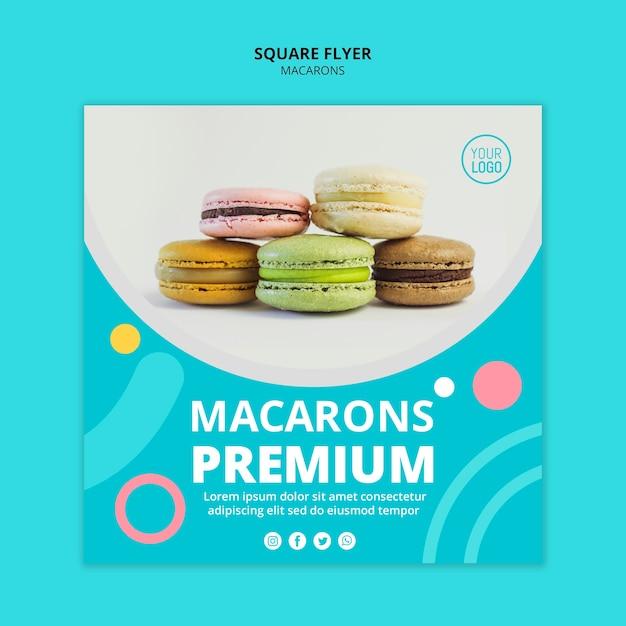 SQUARE FLYER
MACARONS
YOUR
LOGO
MACARONS
PREMIUM
Lorem ipsum dolor sit amet consectetur
adipiscing elit sed do eiusmod tempor